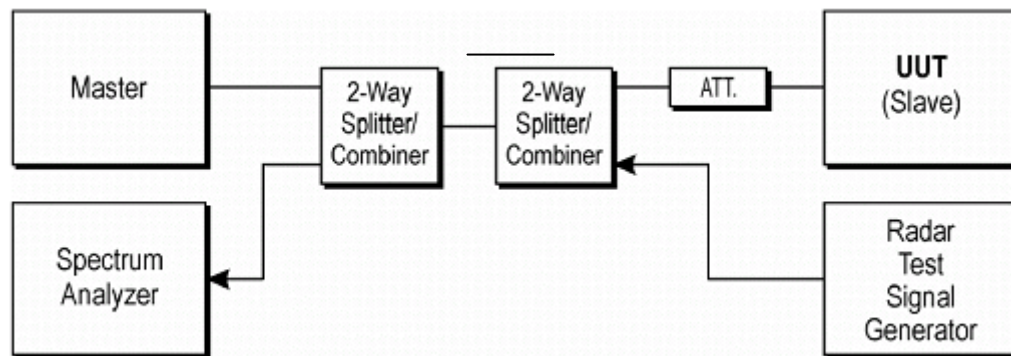 Master
2-Way
Splitter/
Combiner
2-Way
Splitter/
Combiner
ATT.
UUT
(Slave)
Spectrum
Analyzer
Radar
Test
Signal
Generator